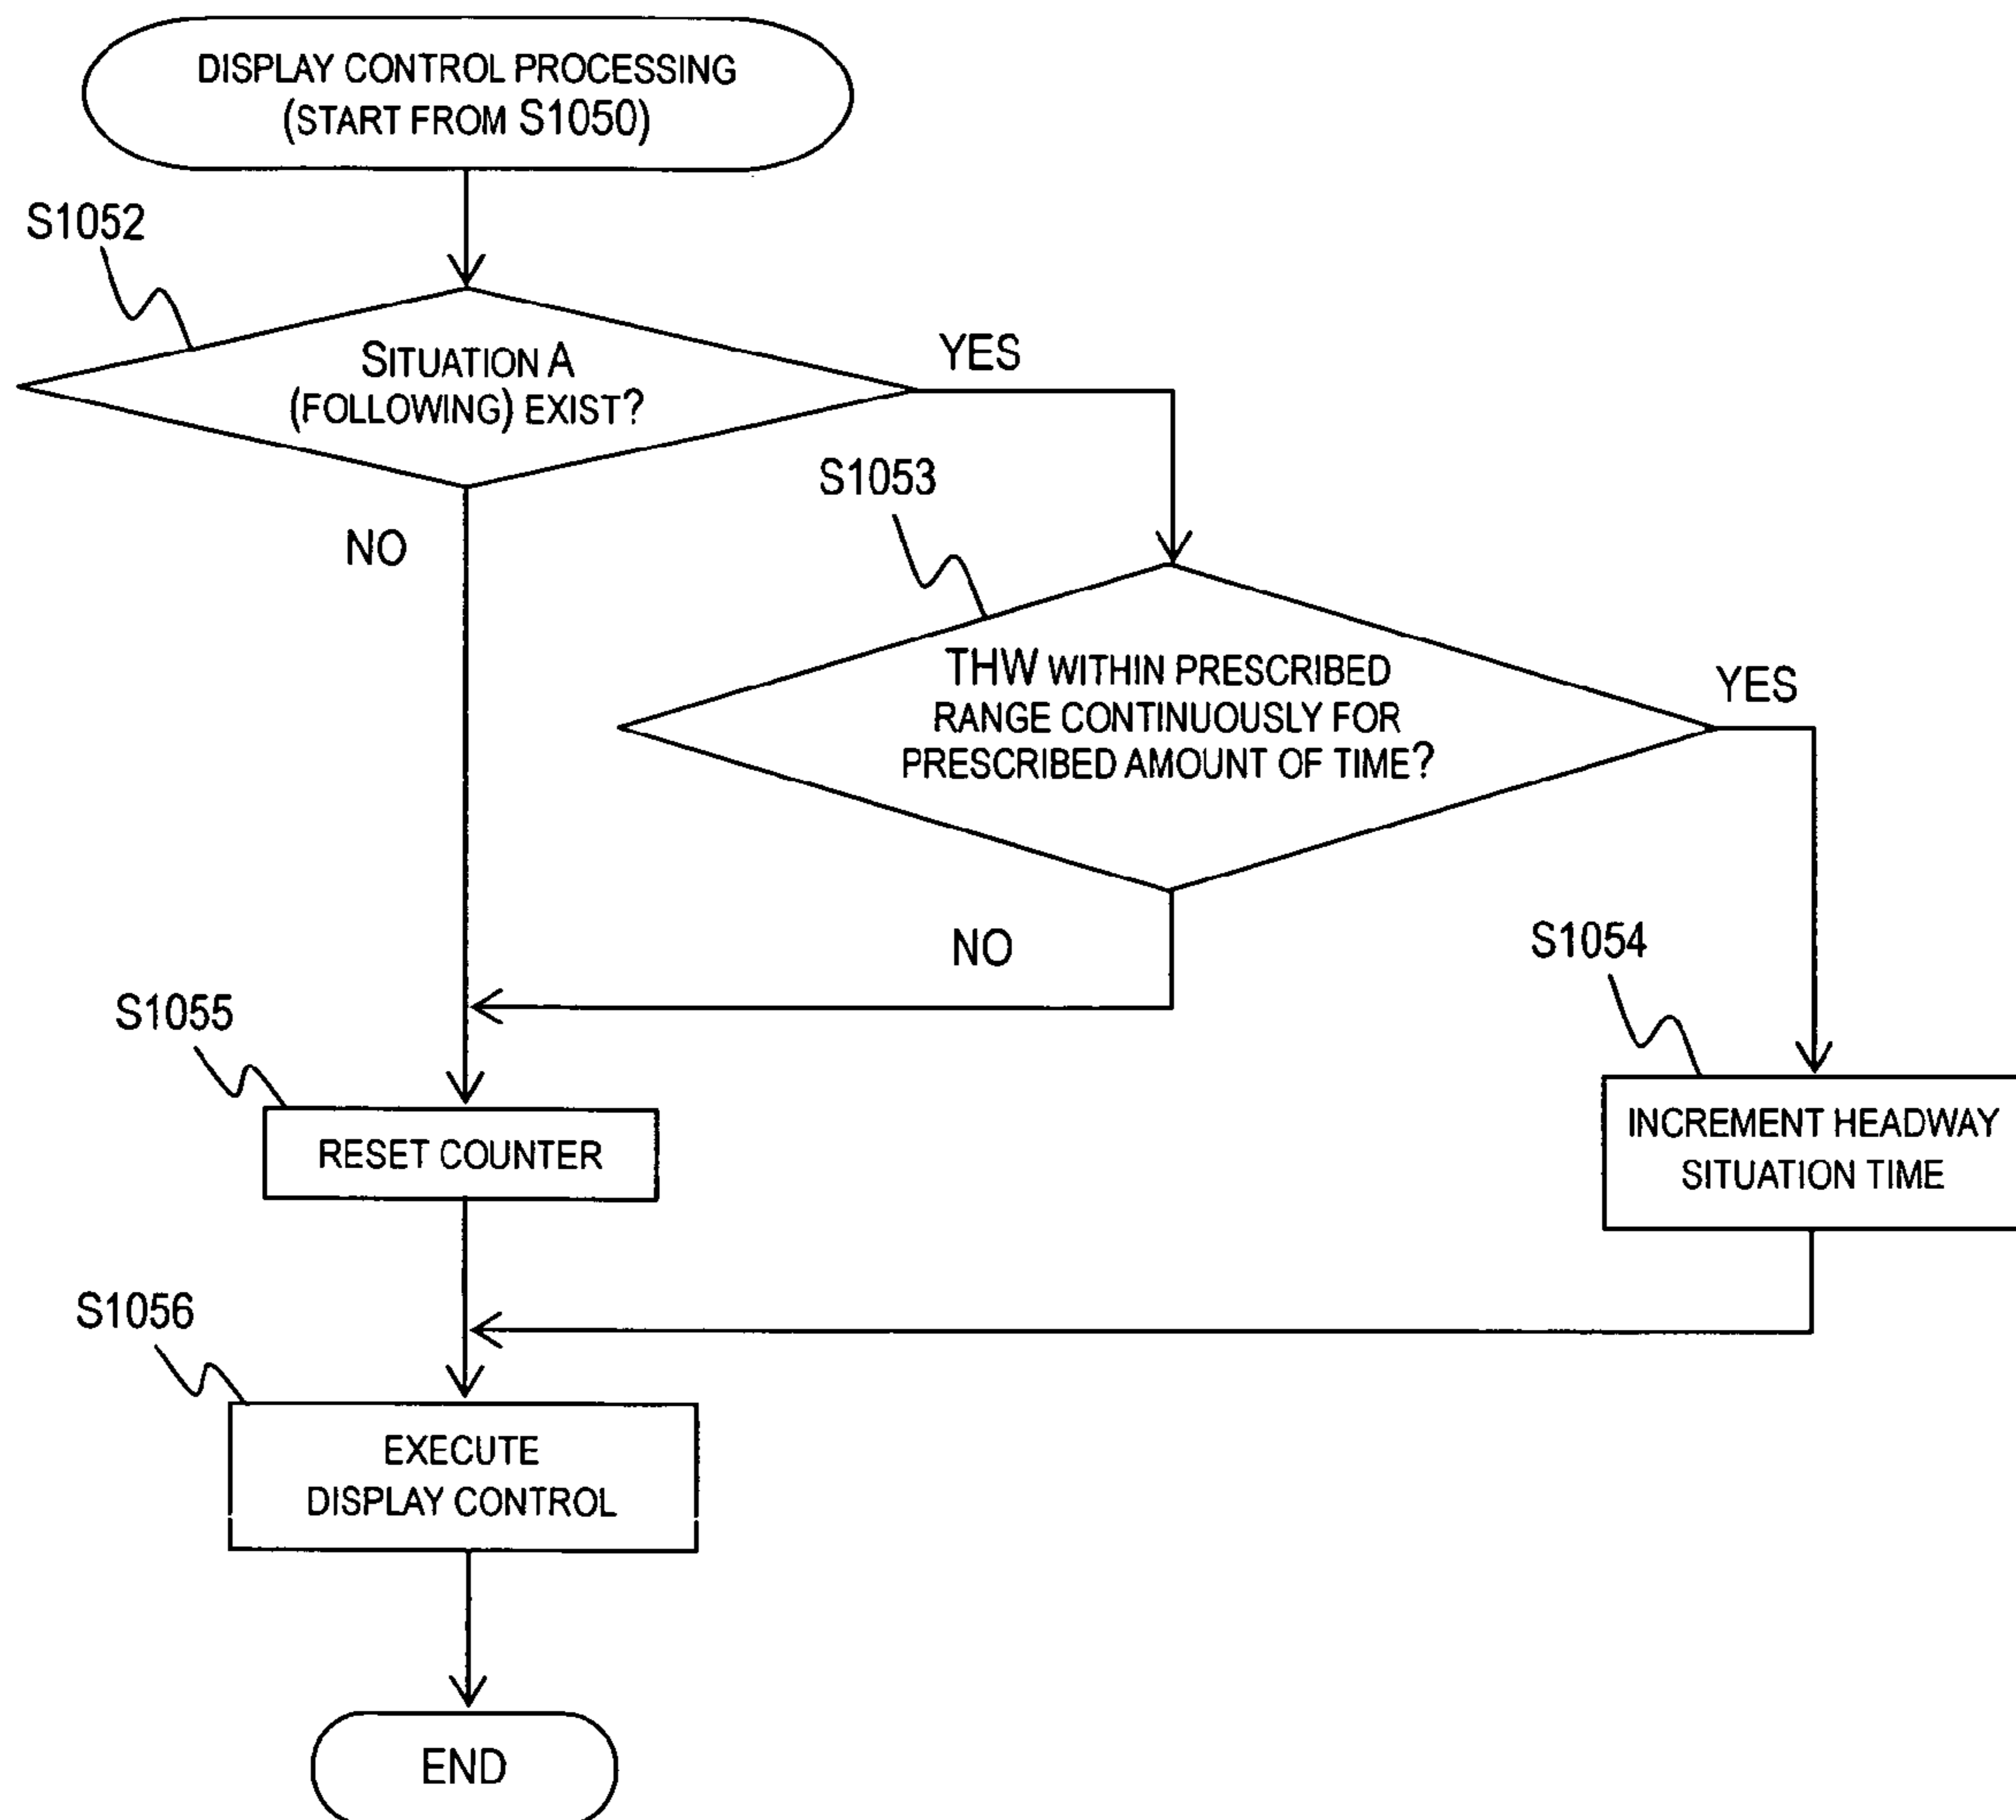 DISPLAY CONTROL PROCESSING
(START FROM S1050)
S1052
SITUATION A
(FOLLOWING) EXIST?
YES
NO
S1053
THW WITHIN PRESCRIBED
RANGE CONTINUOUSLY FOR
PRESCRIBED AMOUNT OF TIME?
YES
NO
S1054
INCREMENT HEADWAY
SITUATION TIME
S1055
RESET COUNTER
S1056
EXECUTE
DISPLAY CONTROL
END